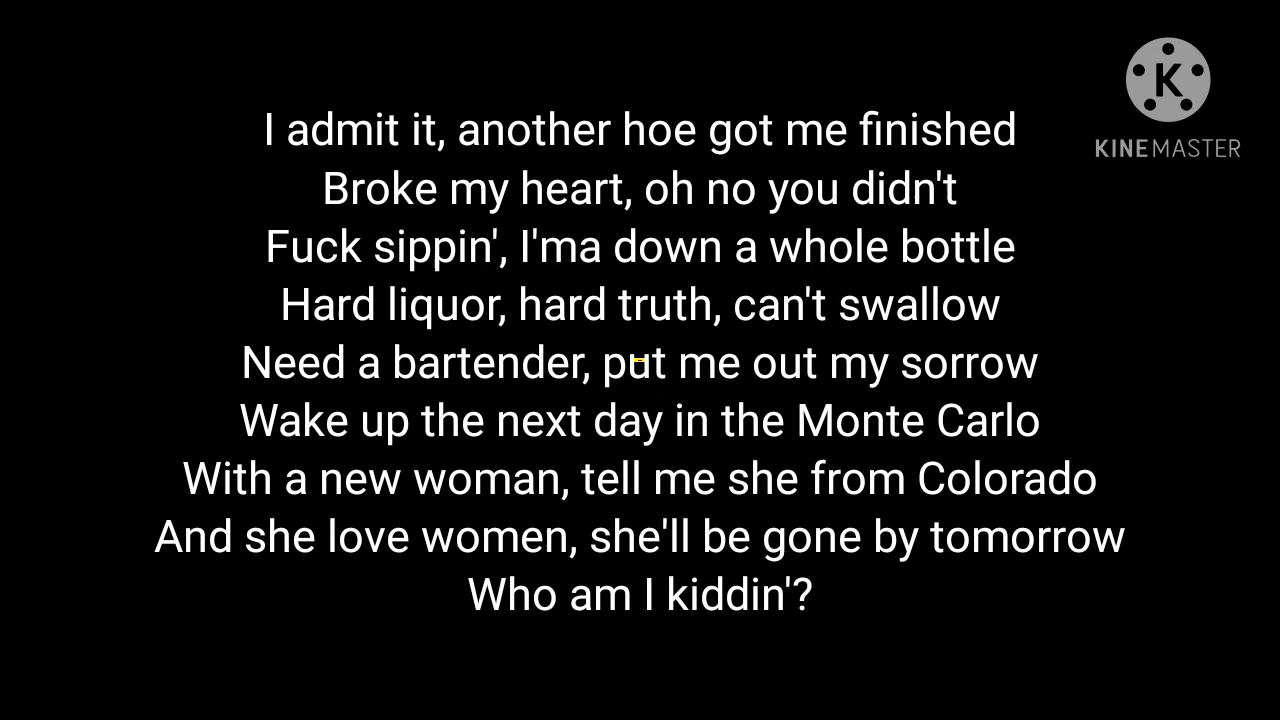 I admit it, another hoe got me finished
Broke my heart, oh no you didn't
Fuck sippin', I'ma down a whole bottle
Hard liquor, hard truth, can't swallow
Need a bartender, put me out my sorrow
Wake up the next day in the Monte Carlo
With a new woman, tell me she from Colorado
And she love women, she'll be gone by tomorrow
Who am I kiddin'?
K
KINEMASTER